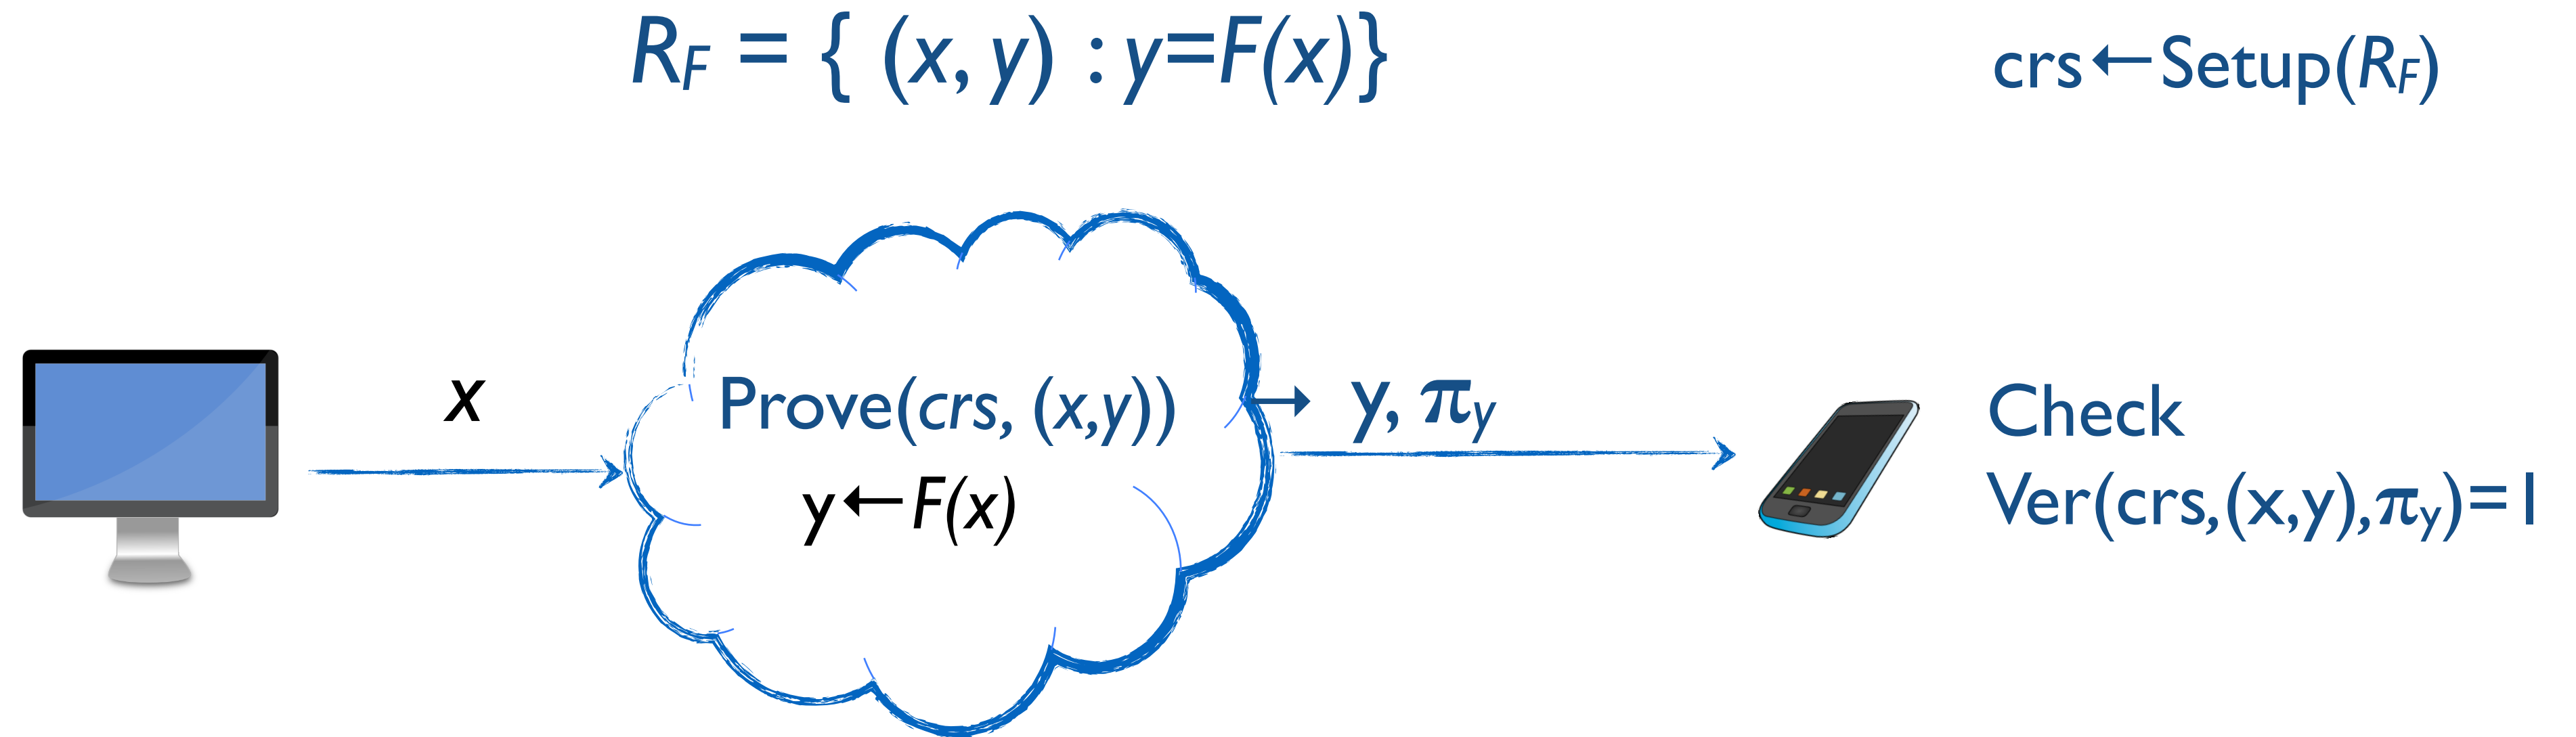 R_F = { (x, y) : y=F(x)}
crs←Setup(R_F)
x
Prove(crs, (x,y))
y←F(x)
→ y, π_y
Check
Ver(crs,(x,y),π_y)=1